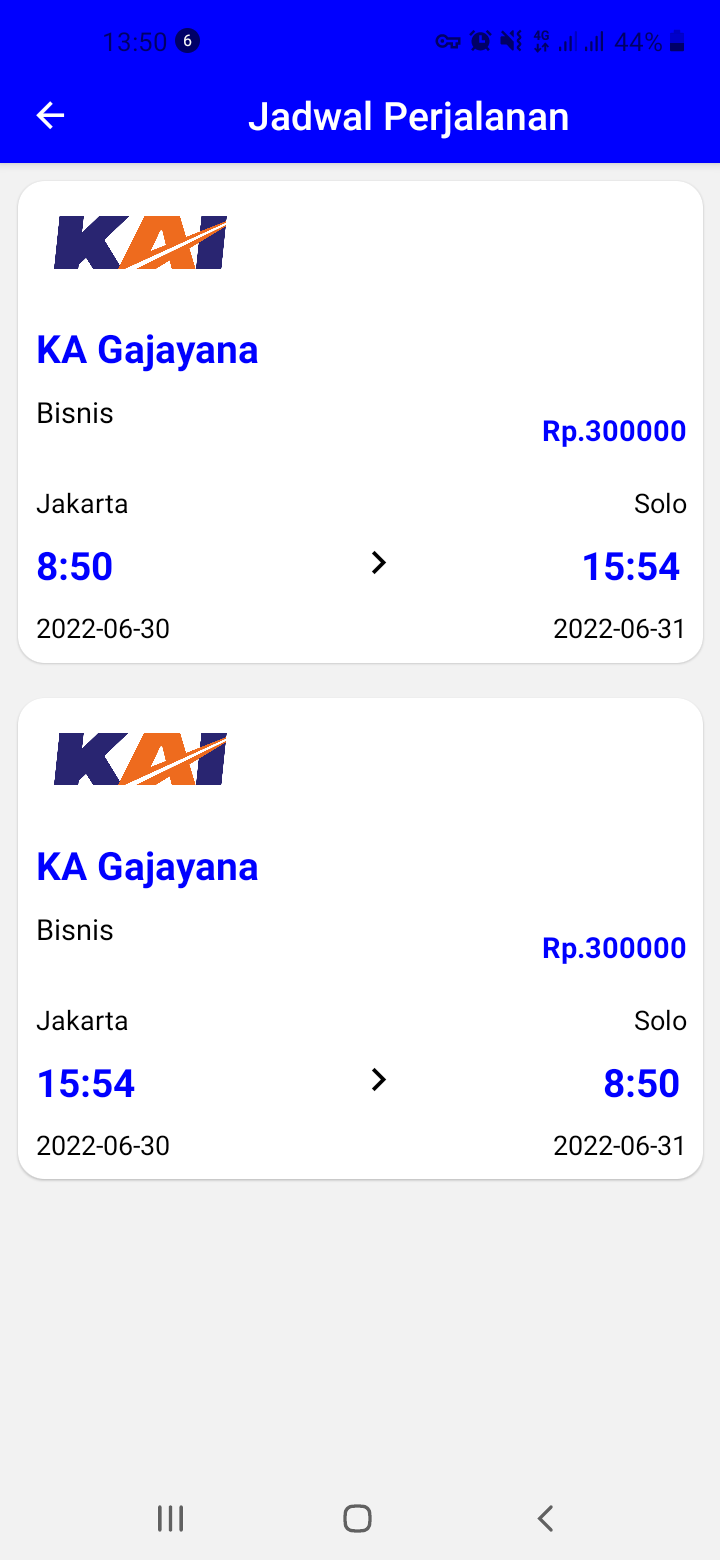 13:50 6 4G 44%
Jadwal Perjalanan
KAI
KA Gajayana
Bisnis
Rp.300000
Jakarta Solo
8:50 15:54
2022-06-30 2022-06-31
KAI
KA Gajayana
Bisnis
Rp.300000
Jakarta Solo
15:54 8:50
2022-06-30 2022-06-31